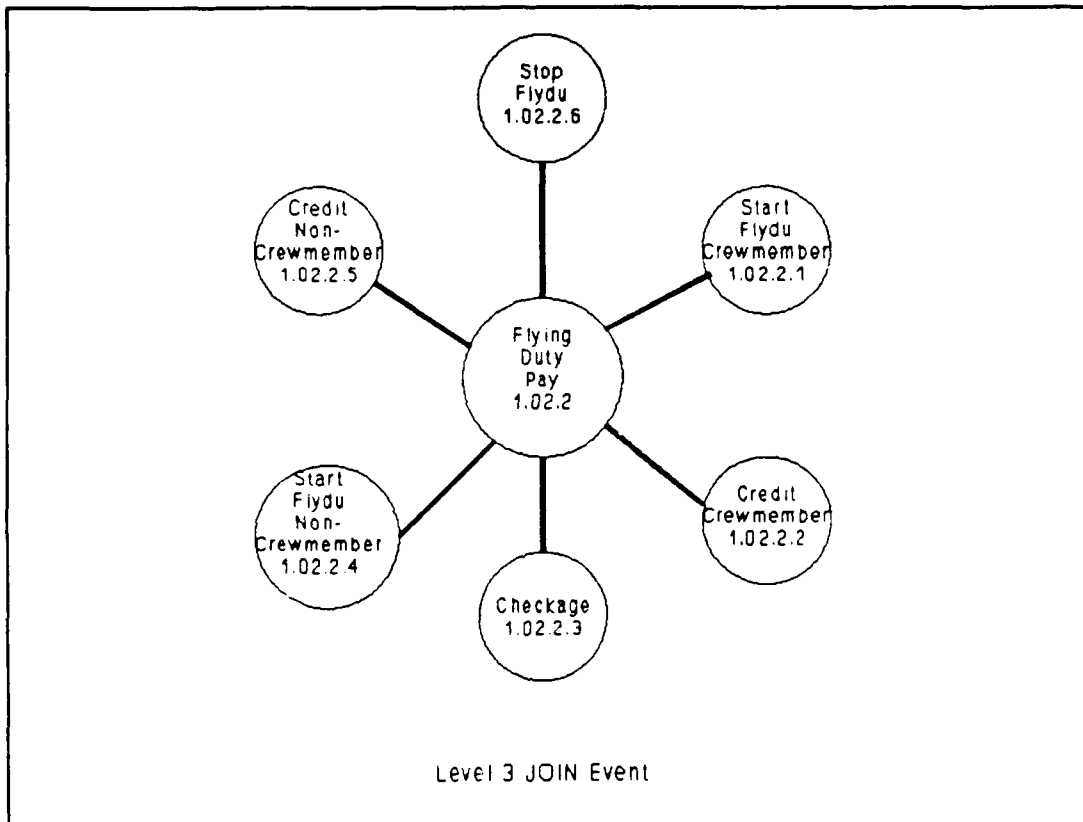 Stop
Flydu
1.02.2.6
Credit
Non-
Crewmember
1.02.2.5
Start
Flydu
Crewmember
1.02.2.1
Flying
Duty
Pay
1.02.2
Start
Flydu
Non-
Crewmember
1.02.2.4
Credit
Crewmember
1.02.2.2
Checkage
1.02.2.3
Level 3 JOIN Event